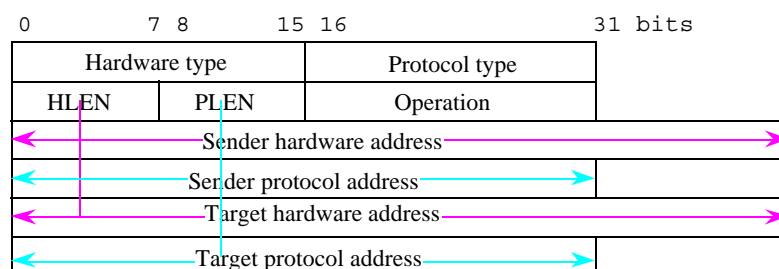 0 7 8 15 16 31 bits
Hardware type Protocol type
HLEN PLEN Operation
Sender hardware address
Sender protocol address
Target hardware address
Target protocol address